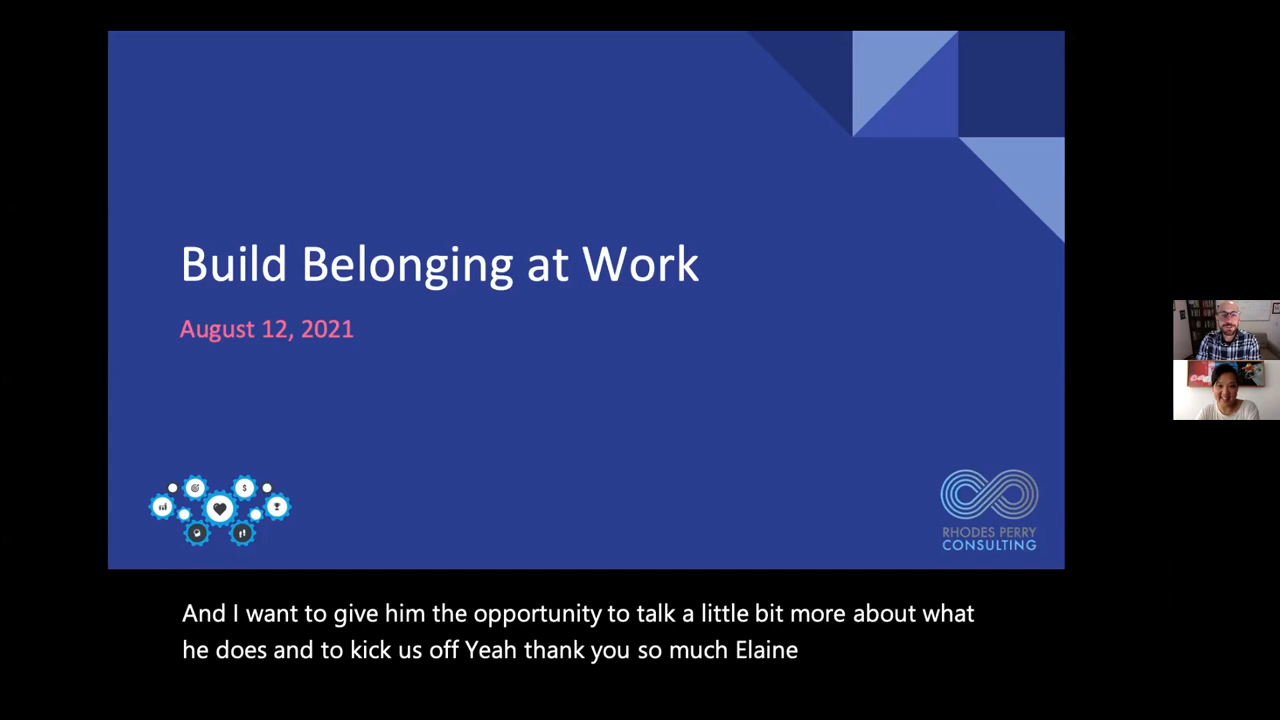 Build Belonging at Work
August 12, 2021
$
RHODES PERRY
CONSULTING
And I want to give him the opportunity to talk a little bit more about what
he does and to kick us off Yeah thank you so much Elaine